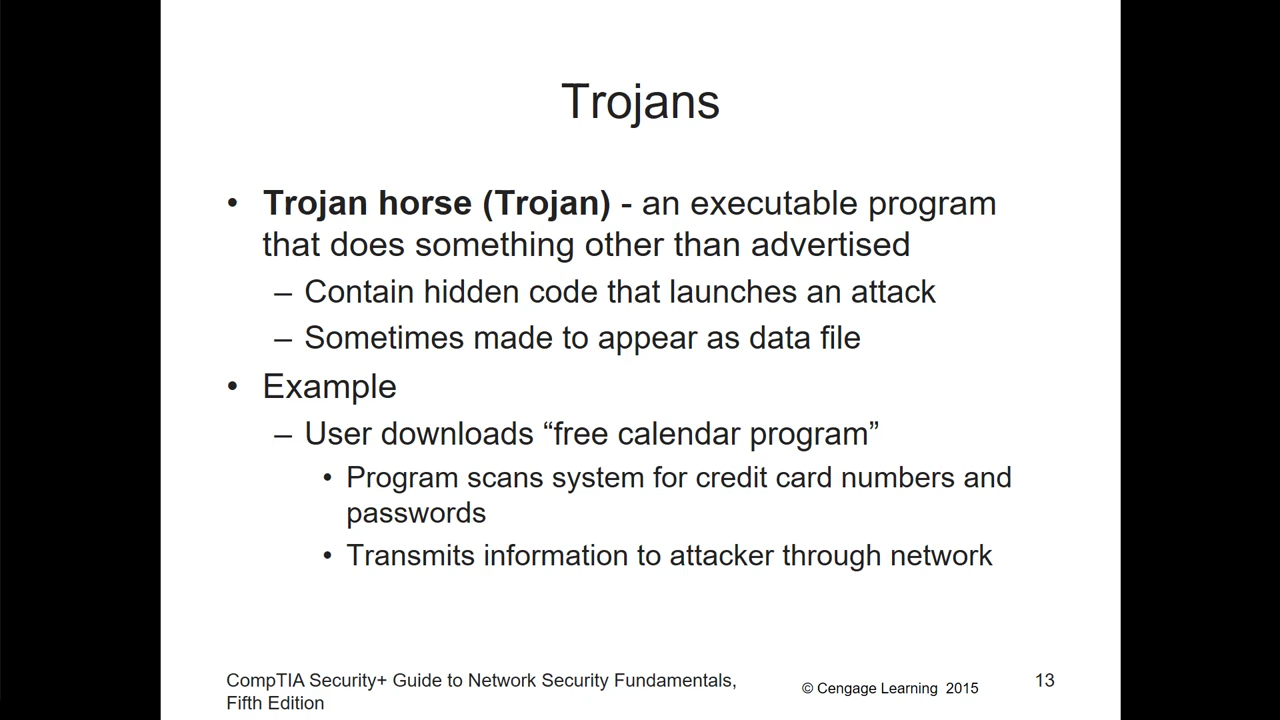 Trojans
• Trojan horse (Trojan) - an executable program
that does something other than advertised
– Contain hidden code that launches an attack
– Sometimes made to appear as data file
• Example
– User downloads “free calendar program”
• Program scans system for credit card numbers and
passwords
• Transmits information to attacker through network
CompTIA Security+ Guide to Network Security Fundamentals,
Fifth Edition
© Cengage Learning 2015
13